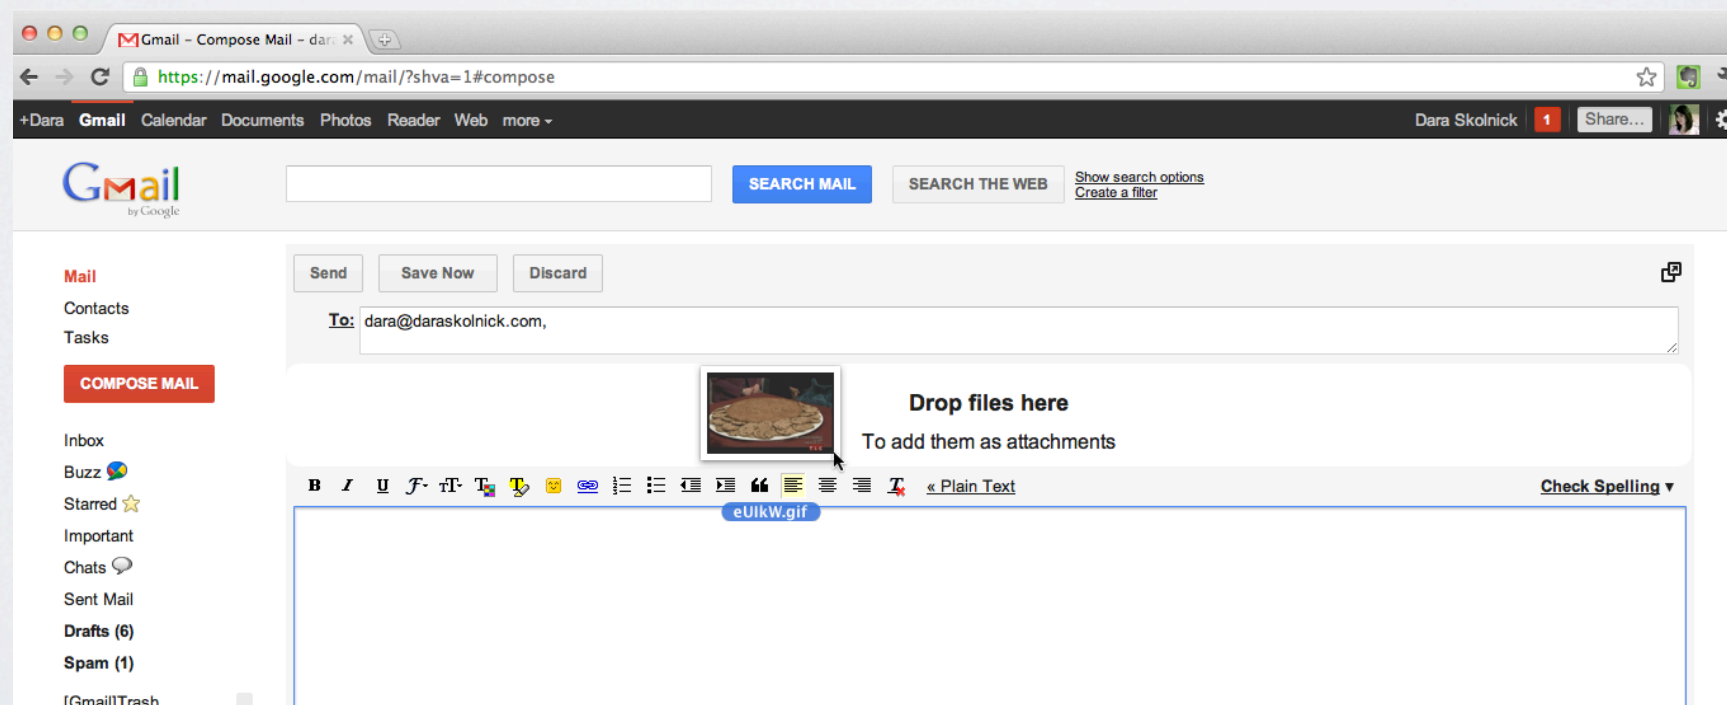 Gmail – Compose Mail – dar
https://mail.google.com/mail/?shva=1#compose
+Dara Gmail Calendar Documents Photos Reader Web more
Dara Skolnick 1 Share...
Gmail
by Google
SEARCH MAIL
SEARCH THE WEB
Show search options
Create a filter
Mail
Contacts
Tasks
COMPOSE MAIL
Inbox
Buzz
Starred
Important
Chats
Sent Mail
Drafts (6)
Spam (1)
[Gmail]Trash
Send Save Now Discard
To: dara@daraskolnick.com,
Drop files here
To add them as attachments
B I U F T T T T « Plain Text Check Spelling
eUIkW.gif